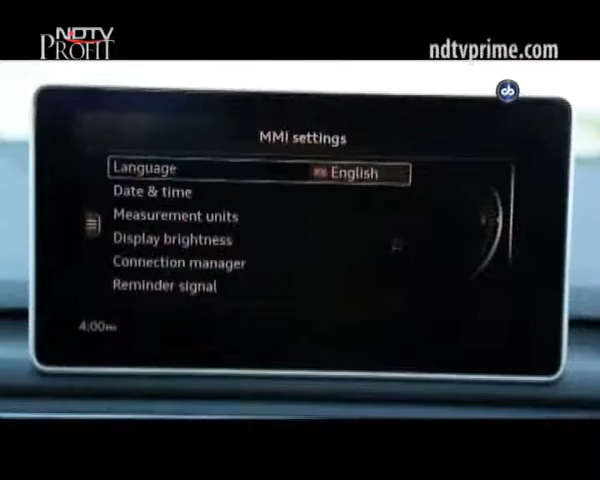 NDTV
PROFIT
ndtvprime.com
MMI settings
Language English
Date & time
Measurement units
Display brightness
Connection manager
Reminder signal
4:00